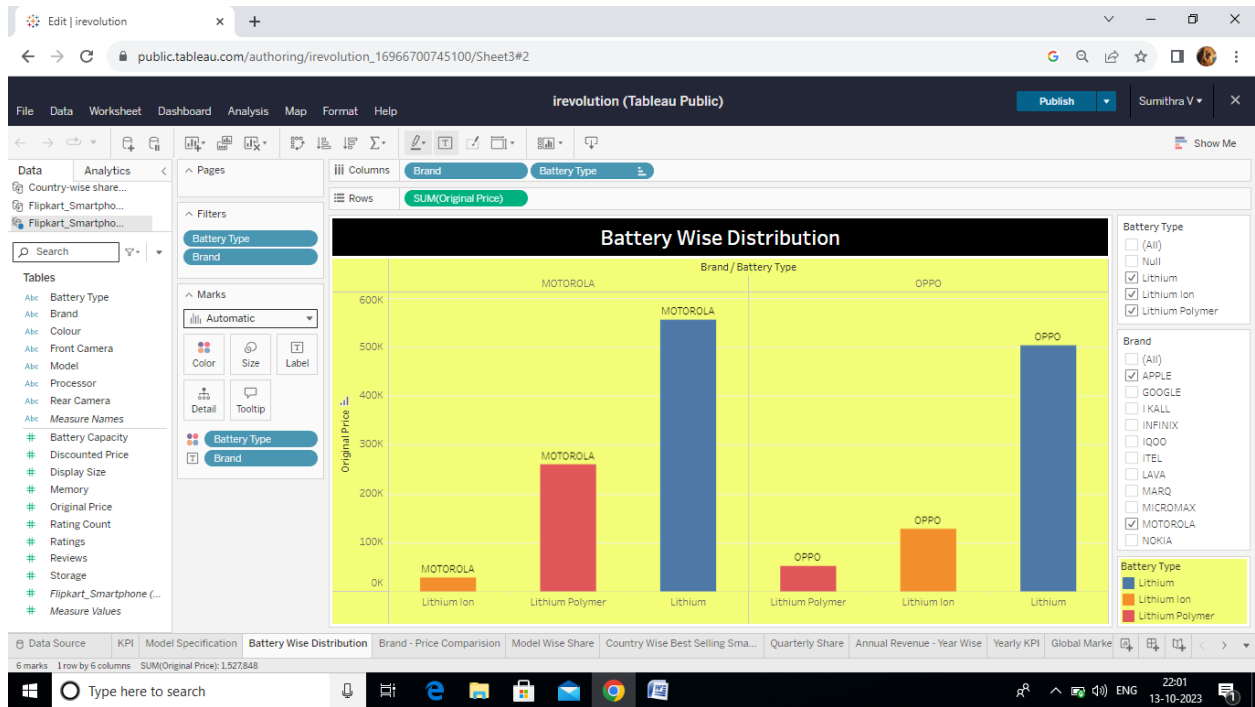 Edit | irevolution
public.tableau.com/authoring/irevolution_16966700745100/Sheet3#2
irevolution (Tableau Public)
File Data Worksheet Dashboard Analysis Map Format Help
Publish
Sumithra V
Show Me
Data Analytics
Country-wise share...
Flipkart_Smartpho...
Flipkart_Smartpho...
Search
Tables
Abc Battery Type
Abc Brand
Abc Colour
Abc Front Camera
Abc Model
Abc Processor
Abc Rear Camera
Abc Measure Names
# Battery Capacity
# Discounted Price
# Display Size
# Memory
# Original Price
# Rating Count
# Ratings
# Reviews
# Storage
# Flipkart_Smartphone (...
# Measure Values
Pages
Filters
Battery Type
Brand
Marks
Automatic
Color Size Label
Detail Tooltip
Battery Type
Brand
Columns Brand Battery Type
Rows SUM(Original Price)
Battery Wise Distribution
Brand / Battery Type
MOTOROLA OPPO
Original Price
600K
500K
400K
300K
200K
100K
0K
MOTOROLA
MOTOROLA
MOTOROLA
OPPO
OPPO
OPPO
Lithium Ion Lithium Polymer Lithium Lithium Polymer Lithium Ion Lithium
Battery Type
(All)
Null
Lithium
Lithium Ion
Lithium Polymer
Brand
(All)
APPLE
GOOGLE
I KALL
INFINIX
IQOO
ITEL
LAVA
MARQ
MICROMAX
MOTOROLA
NOKIA
Battery Type
Lithium
Lithium Ion
Lithium Polymer
Data Source KPI Model Specification Battery Wise Distribution Brand - Price Comparision Model Wise Share Country Wise Best Selling Sma... Quarterly Share Annual Revenue - Year Wise Yearly KPI Global Marke
6 marks 1 row by 6 columns SUM(Original Price): 1,527,848
Type here to search
ENG
22:01
13-10-2023